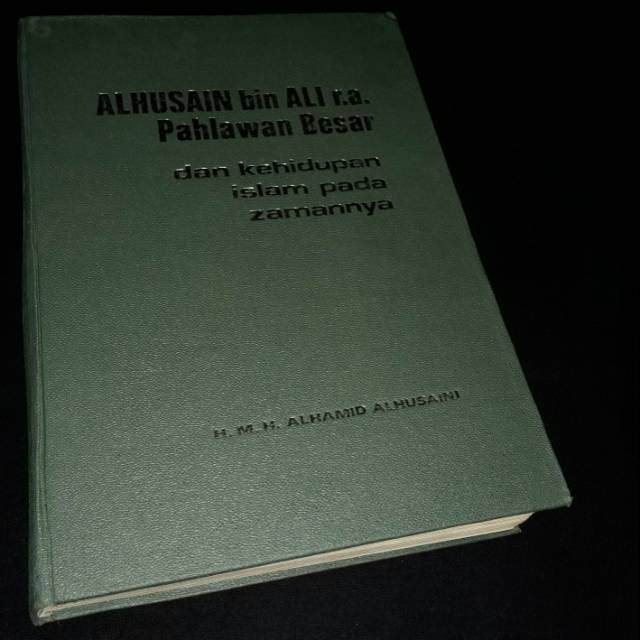 ALHUSAIN bin ALI r.a.
Pahlawan Besar
dan kehidupan
islam pada
zamannya
H. M. H. ALHAMID ALHUSAINI